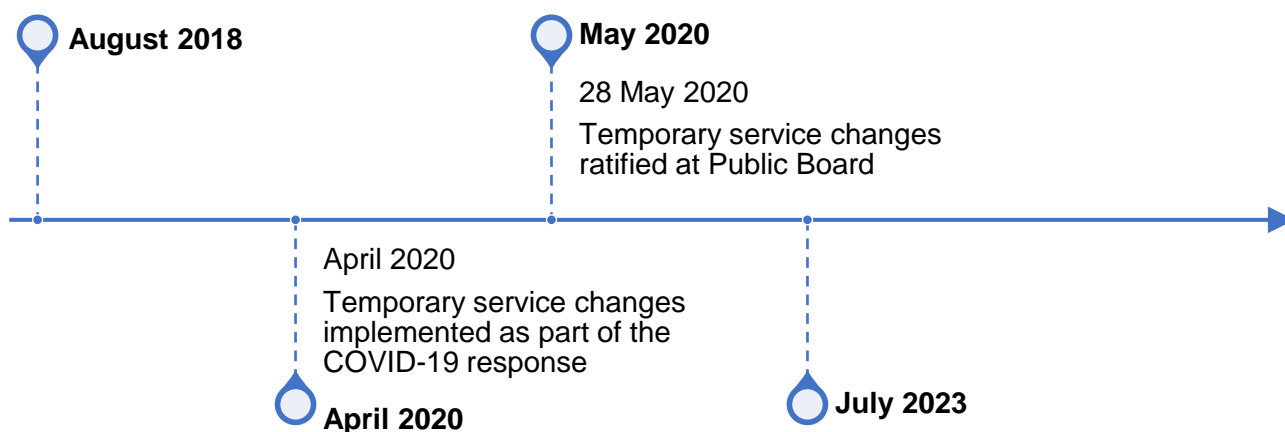 August 2018
May 2020
28 May 2020
Temporary service changes
ratified at Public Board
April 2020
Temporary service changes
implemented as part of the
COVID-19 response
April 2020
July 2023